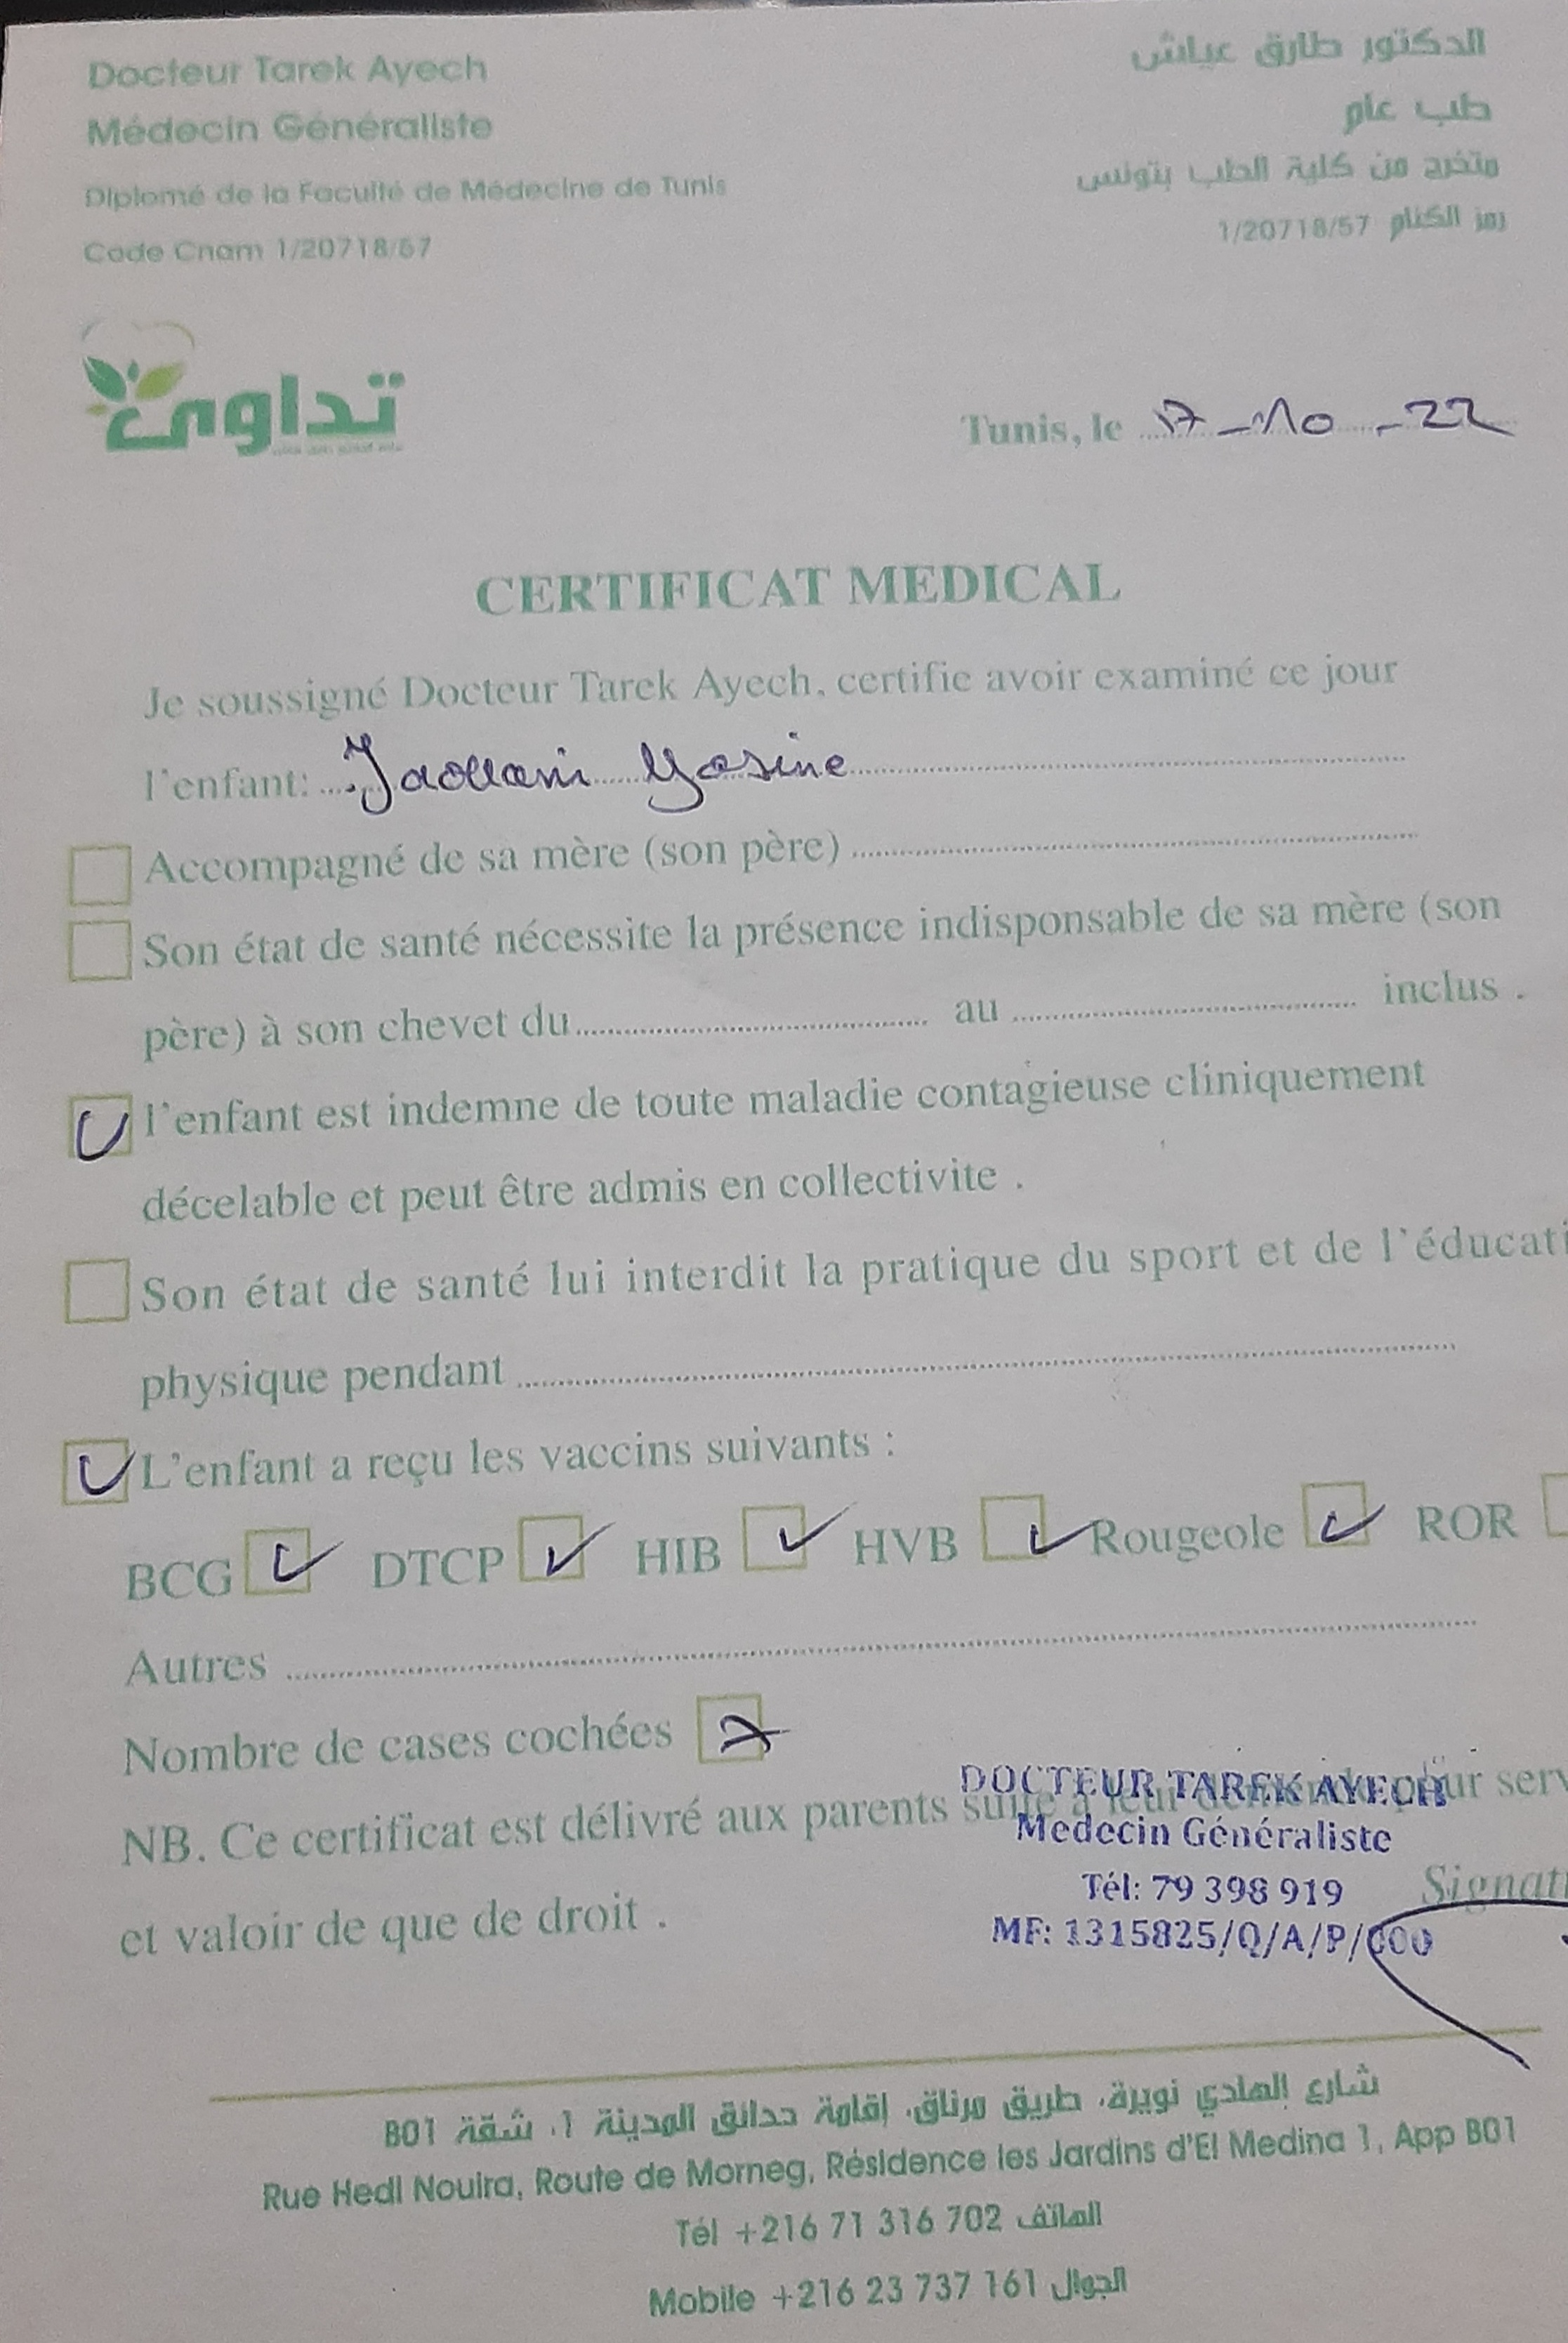 Docteur Tarek Ayech
الدكتور طارق عياش
Médecin Généraliste
طب عام
Diplomé de la Faculté de Médecine de Tunis
متخرج من كلية الطب بتونس
Code Cnam 1/20718/57
رمز الكنام 1/20718/57
تداوي
Tunis, le 17-10-22
CERTIFICAT MEDICAL
Je soussigné Docteur Tarek Ayech, certifie avoir examiné ce jour
l'enfant: Jaouani Yasine
Accompagné de sa mère (son père)
Son état de santé nécessite la présence indisponsable de sa mère (son
père) à son chevet du au inclus .
l'enfant est indemne de toute maladie contagieuse cliniquement
décelable et peut être admis en collectivite .
Son état de santé lui interdit la pratique du sport et de l'éducati
physique pendant
L'enfant a reçu les vaccins suivants :
BCG DTCP HIB HVB Rougeole ROR
Autres
Nombre de cases cochées
NB. Ce certificat est délivré aux parents suite à leur pour serv
et valoir de que de droit .
DOCTEUR TAREK AYECH
Medecin Généraliste
Tél: 79 398 919
MF: 1315825/Q/A/P/000
Signat
شارع الهادي نويرة، طريق مرناق، إقامة حدائق المدينة 1، شقة B01
Rue Hedi Nouira, Route de Morneg, Résidence les Jardins d'El Medina 1, App B01
Tél +216 71 316 702 الهاتف
Mobile +216 23 737 161 الجوال